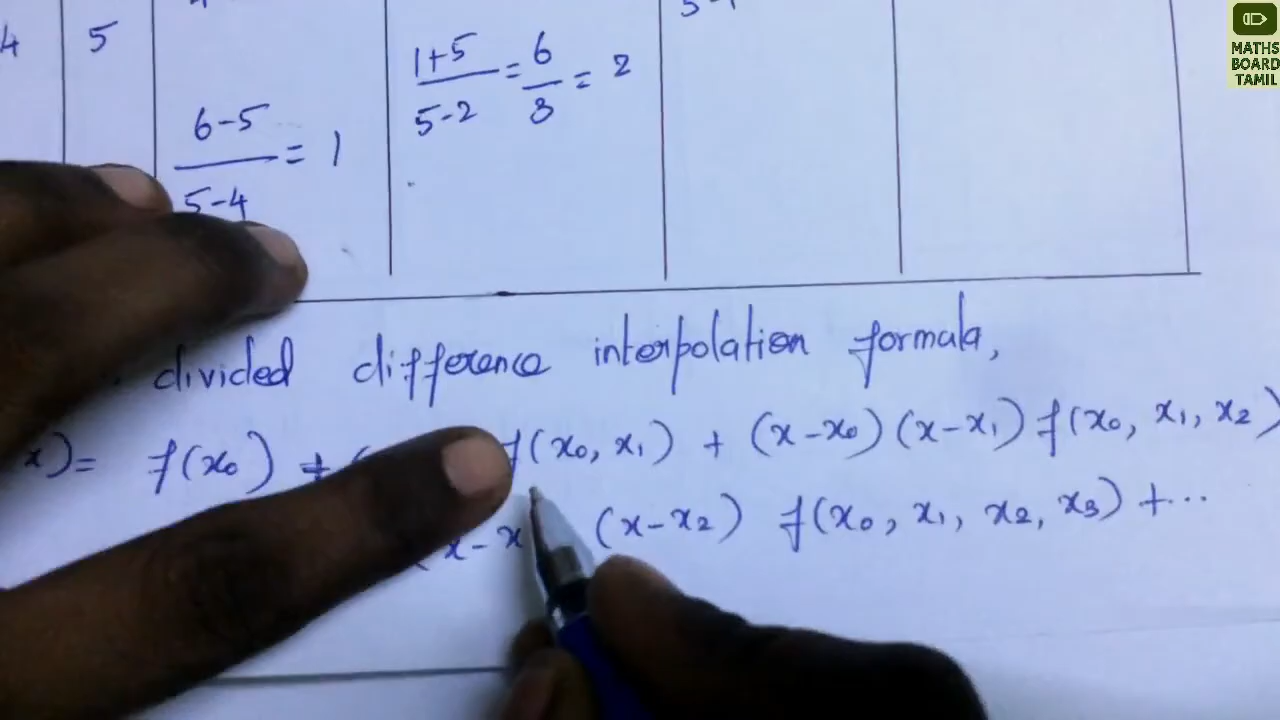 4 5
1+5/5-2 = 6/3 = 2
6-5/5-4 = 1
divided difference interpolation formula,
x) = f(x0) + ( f(x0, x1) + (x-x0) (x-x1) f(x0, x1, x2)
(x-x (x-x2) f(x0, x1, x2, x3) + ...
MATHS
BOARD
TAMIL